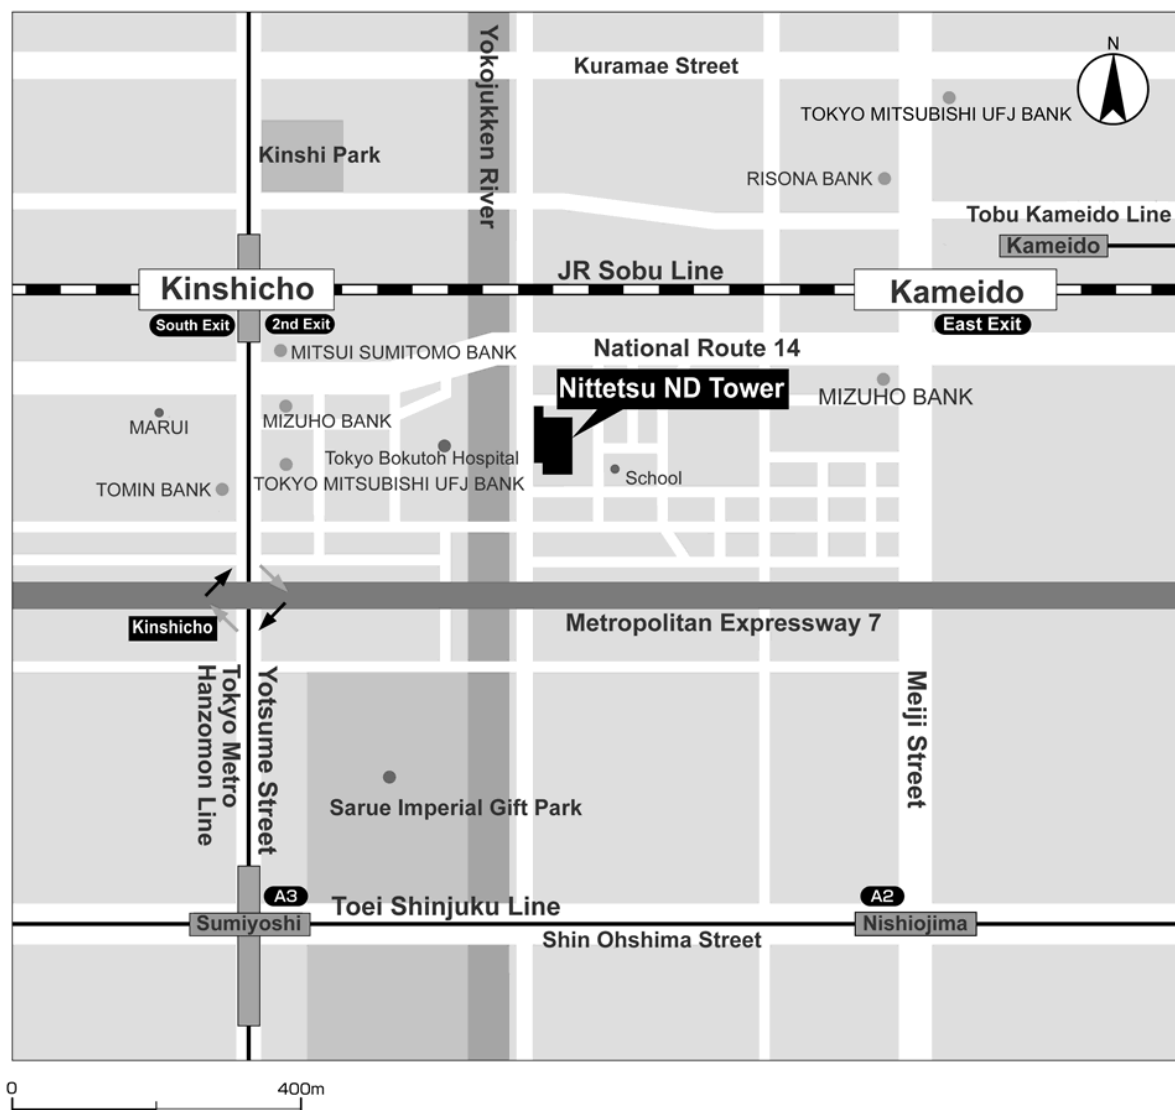 Yokojukken River
Kuramae Street
N
TOKYO MITSUBISHI UFJ BANK
Kinshi Park
RISONA BANK
Tobu Kameido Line
Kameido
JR Sobu Line
Kinshicho
Kameido
South Exit
2nd Exit
East Exit
MITSUI SUMITOMO BANK
National Route 14
Nittetsu ND Tower
MIZUHO BANK
MARUI
MIZUHO BANK
Tokyo Bokutoh Hospital
School
TOMIN BANK
TOKYO MITSUBISHI UFJ BANK
Kinshicho
Metropolitan Expressway 7
Tokyo Metro
Hanzomon Line
Yotsume Street
Meiji Street
Sarue Imperial Gift Park
A3
A2
Toei Shinjuku Line
Sumiyoshi
Nishiojima
Shin Ohshima Street
0
400m